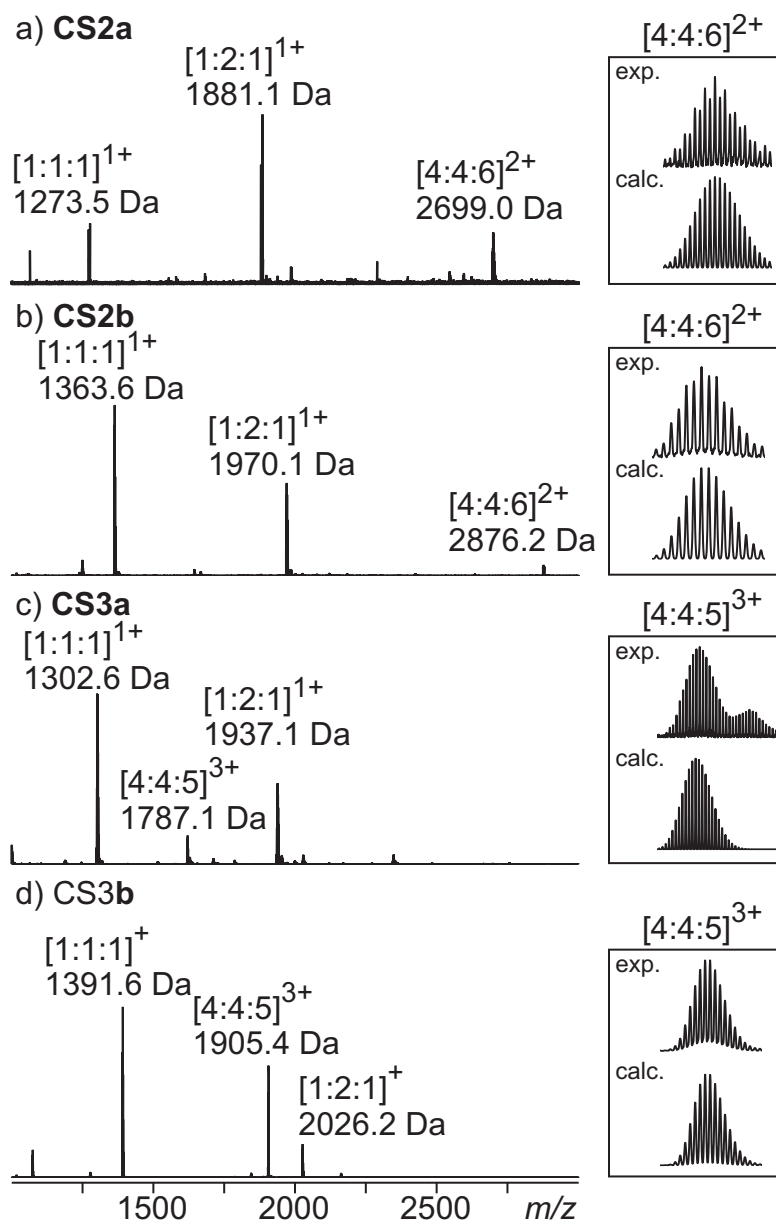 a) CS2a
[1:1:1]1+
1273.5 Da
[1:2:1]1+
1881.1 Da
[4:4:6]2+
2699.0 Da
[4:4:6]2+
exp.
calc.
b) CS2b
[1:1:1]1+
1363.6 Da
[1:2:1]1+
1970.1 Da
[4:4:6]2+
2876.2 Da
[4:4:6]2+
exp.
calc.
c) CS3a
[1:1:1]1+
1302.6 Da
[4:4:5]3+
1787.1 Da
[1:2:1]1+
1937.1 Da
[4:4:5]3+
exp.
calc.
d) CS3b
[1:1:1]+
1391.6 Da
[4:4:5]3+
1905.4 Da
[1:2:1]+
2026.2 Da
[4:4:5]3+
exp.
calc.
1500 2000 2500 m/z